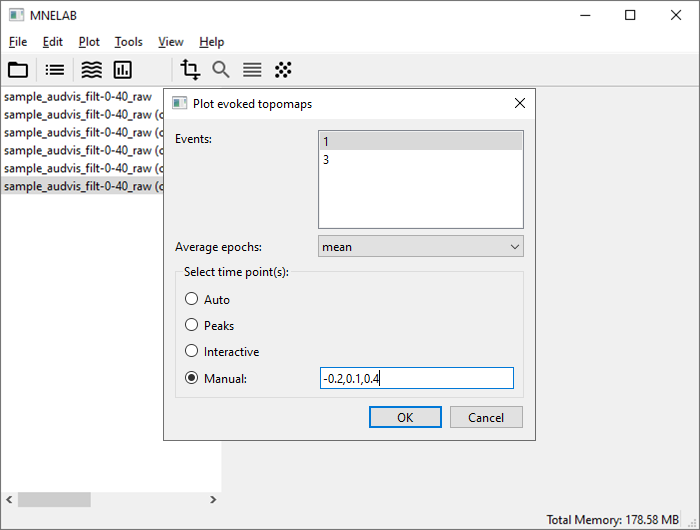 MNELAB
File Edit Plot Tools View Help
sample_audvis_filt-0-40_raw
sample_audvis_filt-0-40_raw (c
sample_audvis_filt-0-40_raw (c
sample_audvis_filt-0-40_raw (c
sample_audvis_filt-0-40_raw (c
sample_audvis_filt-0-40_raw (c
Plot evoked topomaps
Events:
1
3
Average epochs: mean
Select time point(s):
Auto
Peaks
Interactive
Manual: -0.2,0.1,0.4
OK Cancel
Total Memory: 178.58 MB